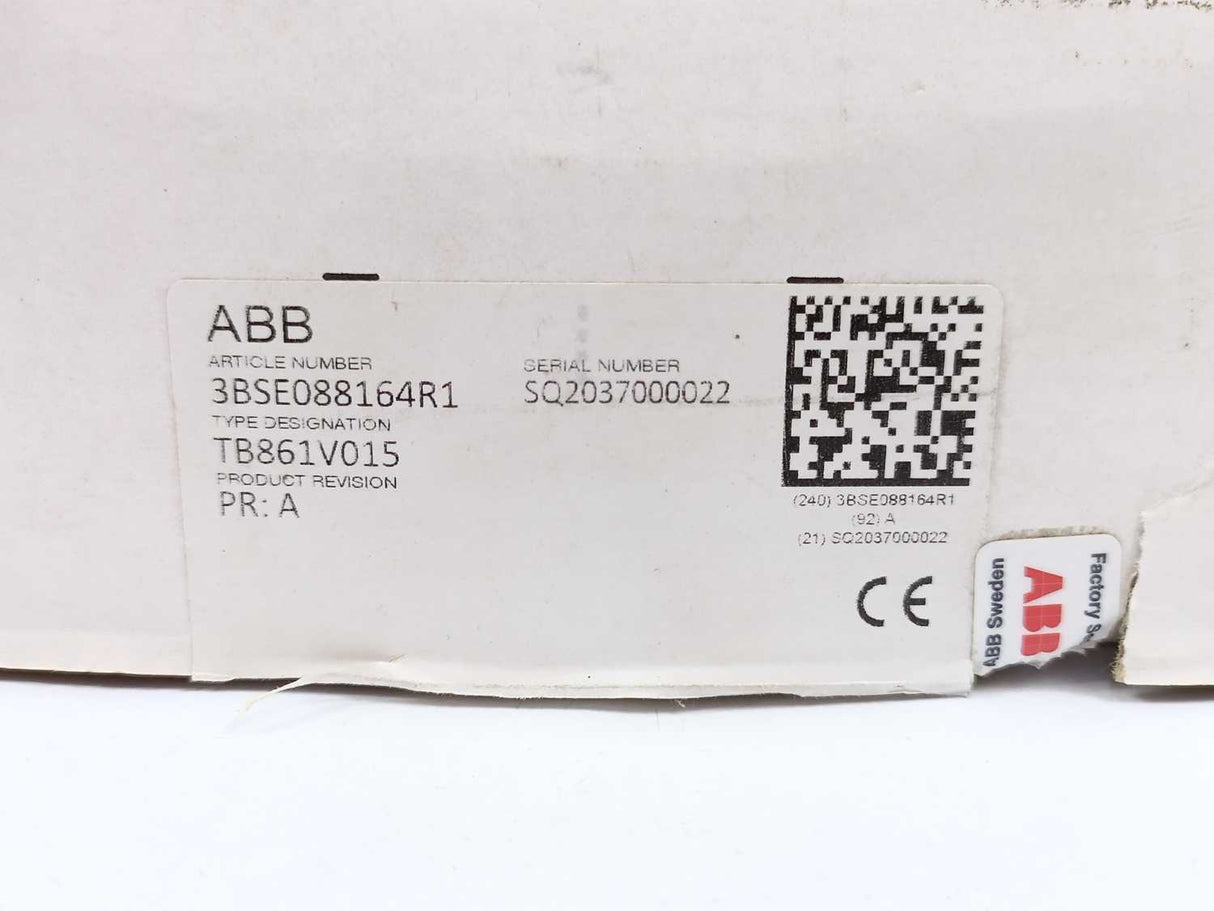 ABB
ARTICLE NUMBER
3BSE088164R1
SERIAL NUMBER
SQ2037000022
TYPE DESIGNATION
TB861V015
PRODUCT REVISION
PR: A
(240) 3BSE088164R1
(92) A
(21) SQ2037000022
CE
Factory
ABB
ABB Sweden